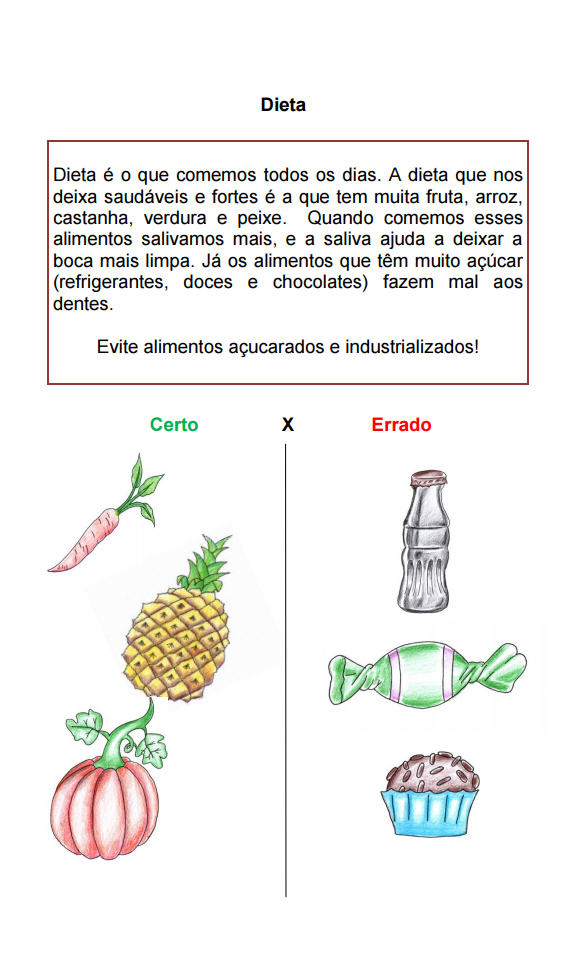 Dieta
Dieta é o que comemos todos os dias. A dieta que nos
deixa saudáveis e fortes é a que tem muita fruta, arroz,
castanha, verdura e peixe. Quando comemos esses
alimentos salivamos mais, e a saliva ajuda a deixar a
boca mais limpa. Já os alimentos que têm muito açúcar
(refrigerantes, doces e chocolates) fazem mal aos
dentes.
Evite alimentos açucarados e industrializados!
Certo X Errado